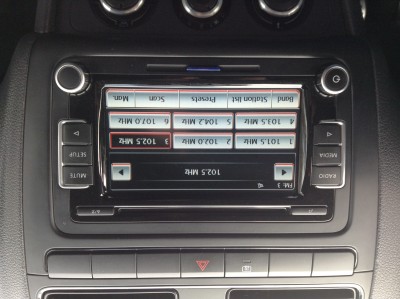 FM: 3
RADIO 102.5 MHz MUTE
MEDIA 1 101.5 MHz 2 102.0 MHz 3 102.5 MHz SETUP
4 103.5 MHz 5 104.2 MHz 6 107.0 MHz
Band Station list Presets Scan Man.